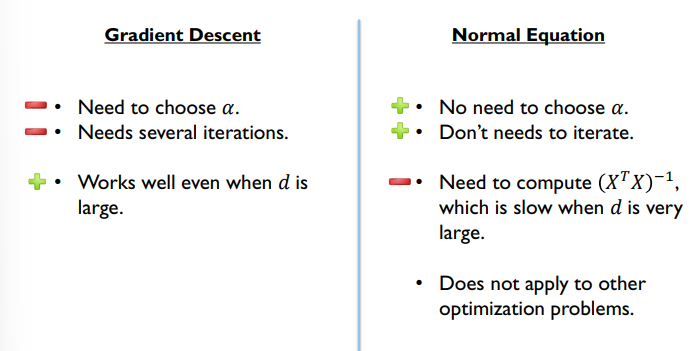 Gradient Descent
• Need to choose α.
• Needs several iterations.
• Works well even when d is
large.
Normal Equation
• No need to choose α.
• Don't needs to iterate.
• Need to compute (XᵀX)⁻¹,
which is slow when d is very
large.
• Does not apply to other
optimization problems.